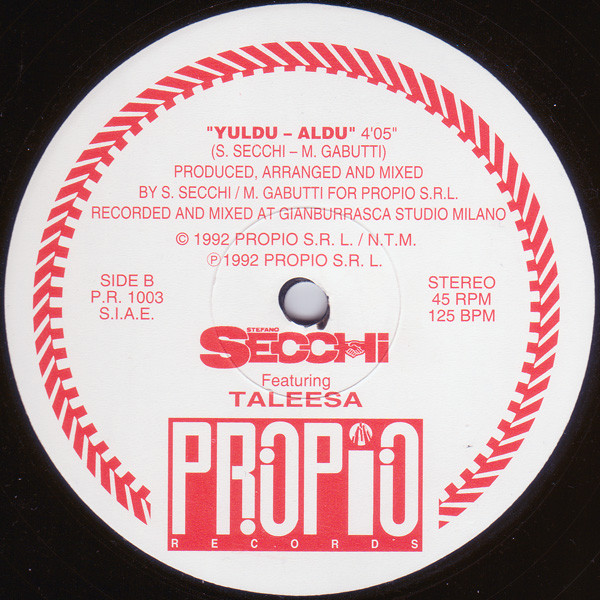 "YULDU – ALDU" 4'05"
(S. SECCHI – M. GABUTTI)
PRODUCED, ARRANGED AND MIXED
BY S. SECCHI / M. GABUTTI FOR PROPIO S.R.L.
RECORDED AND MIXED AT GIANBURRASCA STUDIO MILANO
© 1992 PROPIO S.R. L. / N.T.M.
℗ 1992 PROPIO S.R. L.
SIDE B
P.R. 1003
S.I.A.E.
STEREO
45 RPM
125 BPM
STEFANO
SECCHi
Featuring
TALEESA
PROPiO
RECORDS